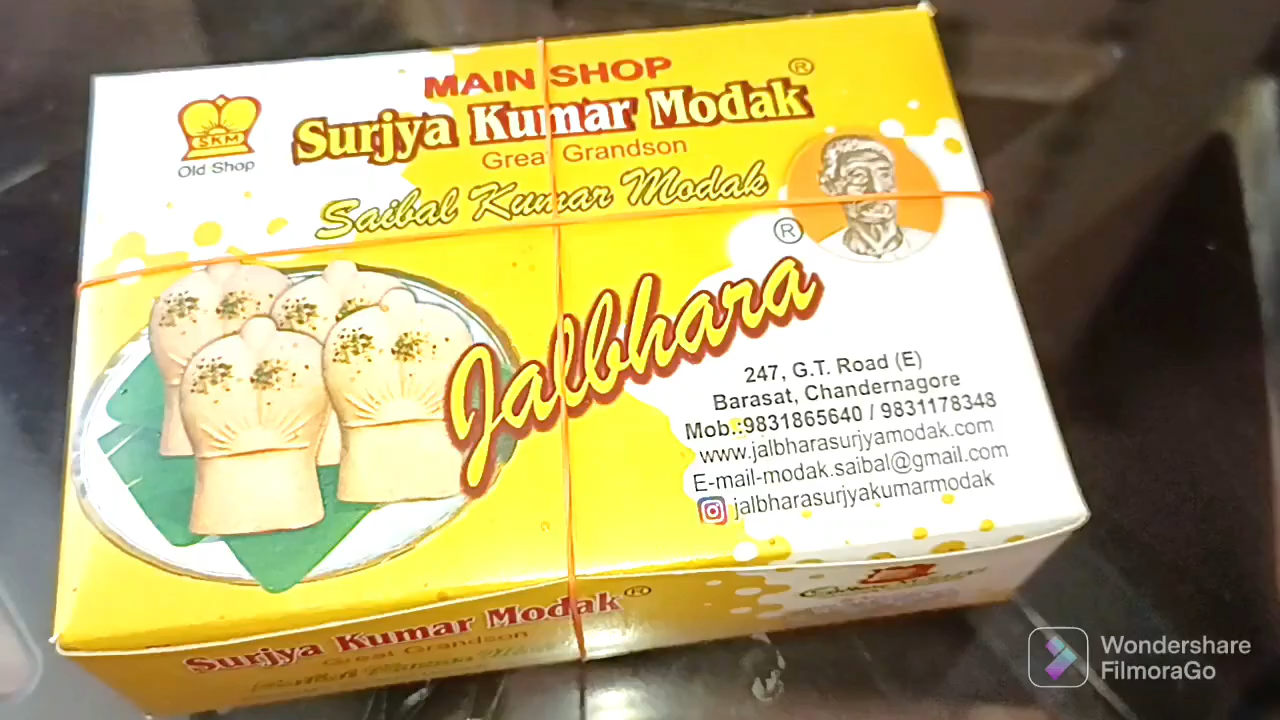 MAIN SHOP
Surjya Kumar Modak®
Great Grandson
Saibal Kumar Modak
SKM
Old Shop
Jalbhara®
247, G.T. Road (E)
Barasat, Chandernagore
Mob.:9831865640 / 9831178348
www.jalbharasurjyamodak.com
E-mail-modak.saibal@gmail.com
jalbharasurjyakumarmodak
Surjya Kumar Modak®
Great Grandson
Wondershare
FilmoraGo